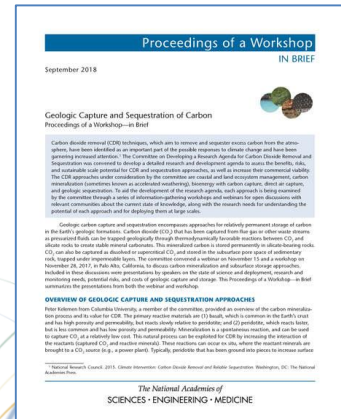 Proceedings of a Workshop
IN BRIEF
September 2018
Geologic Capture and Sequestration of Carbon
Proceedings of a Workshop—in Brief
Carbon dioxide removal (CDR) techniques, which aim to remove and sequester excess carbon from the atmo-
sphere, have been identified as an important part of the possible responses to climate change and have been
garnering increased attention.¹ The Committee on Developing a Research Agenda for Carbon Dioxide Removal and
Sequestration was convened to develop a detailed research and development agenda to assess the benefits, risks,
and sustainable scale potential for CDR and sequestration approaches, as well as increase their commercial viability.
The CDR approaches under consideration by the committee are coastal and land ecosystem management, carbon
mineralization (sometimes known as accelerated weathering), bioenergy with carbon capture, direct air capture,
and geologic sequestration. To aid the development of the research agenda, each approach is being examined
by the committee through a series of information-gathering workshops and webinars for open discussions with
relevant communities about the current state of knowledge, along with the research needs for understanding the
potential of each approach and for deploying them at large scales.
Geologic carbon capture and sequestration encompasses approaches for relatively permanent storage of carbon
in the Earth's geologic formations. Carbon dioxide (CO₂) that has been captured from flue gas or other waste streams
as pressurized fluids can be trapped geologically through thermodynamically favorable reactions between CO₂ and
silicate rocks to create stable mineral carbonates. This mineralized carbon is stored permanently in silicate-bearing rocks.
CO₂ can also be captured as dissolved or supercritical CO₂ and stored in the subsurface pore space of sedimentary
rock, trapped under impermeable layers. The committee convened a webinar on November 15 and a workshop on
November 28, 2017, in Palo Alto, California, to discuss carbon mineralization and subsurface storage approaches.
Included in these discussions were presentations by speakers on the state of science and deployment, research and
monitoring needs, potential risks, and costs of geologic capture and storage. This Proceedings of a Workshop—in Brief
summarizes the presentations from both the webinar and workshop.
OVERVIEW OF GEOLOGIC CAPTURE AND SEQUESTRATION APPROACHES
Peter Kelemen from Columbia University, a member of the committee, provided an overview of the carbon mineraliza-
tion process and its value for CDR. The primary reactive materials are (1) basalt, which is common in the Earth's crust
and has high porosity and permeability, but reacts slowly relative to peridotite; and (2) peridotite, which reacts faster,
but is less common and has low porosity and permeability. Mineralization is a spontaneous reaction, and can be used
to capture CO₂ at a relatively low cost. This natural process can be exploited for CDR by increasing the interaction of
the reactants (captured CO₂ and reactive minerals). These reactions can occur ex situ, where the reactant minerals are
brought to a CO₂ source (e.g., a power plant). Typically, peridotite that has been ground into pieces to increase surface
¹ National Research Council. 2015. Climate Intervention: Carbon Dioxide Removal and Reliable Sequestration. Washington, DC: The National
Academies Press.
The National Academies of
SCIENCES • ENGINEERING • MEDICINE